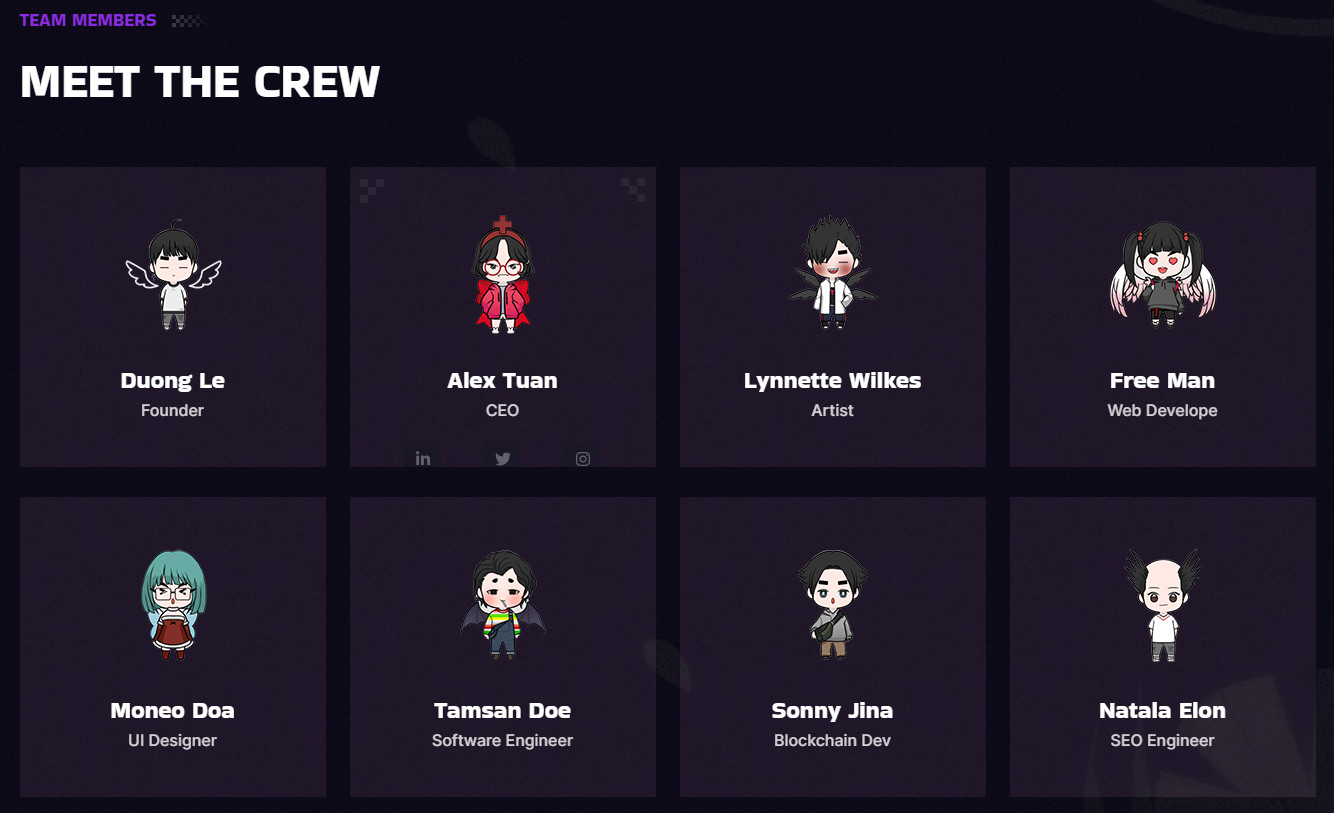 TEAM MEMBERS
MEET THE CREW
Duong Le
Founder
Alex Tuan
CEO
Lynnette Wilkes
Artist
Free Man
Web Develope
in
Moneo Doa
UI Designer
Tamsan Doe
Software Engineer
Sonny Jina
Blockchain Dev
Natala Elon
SEO Engineer